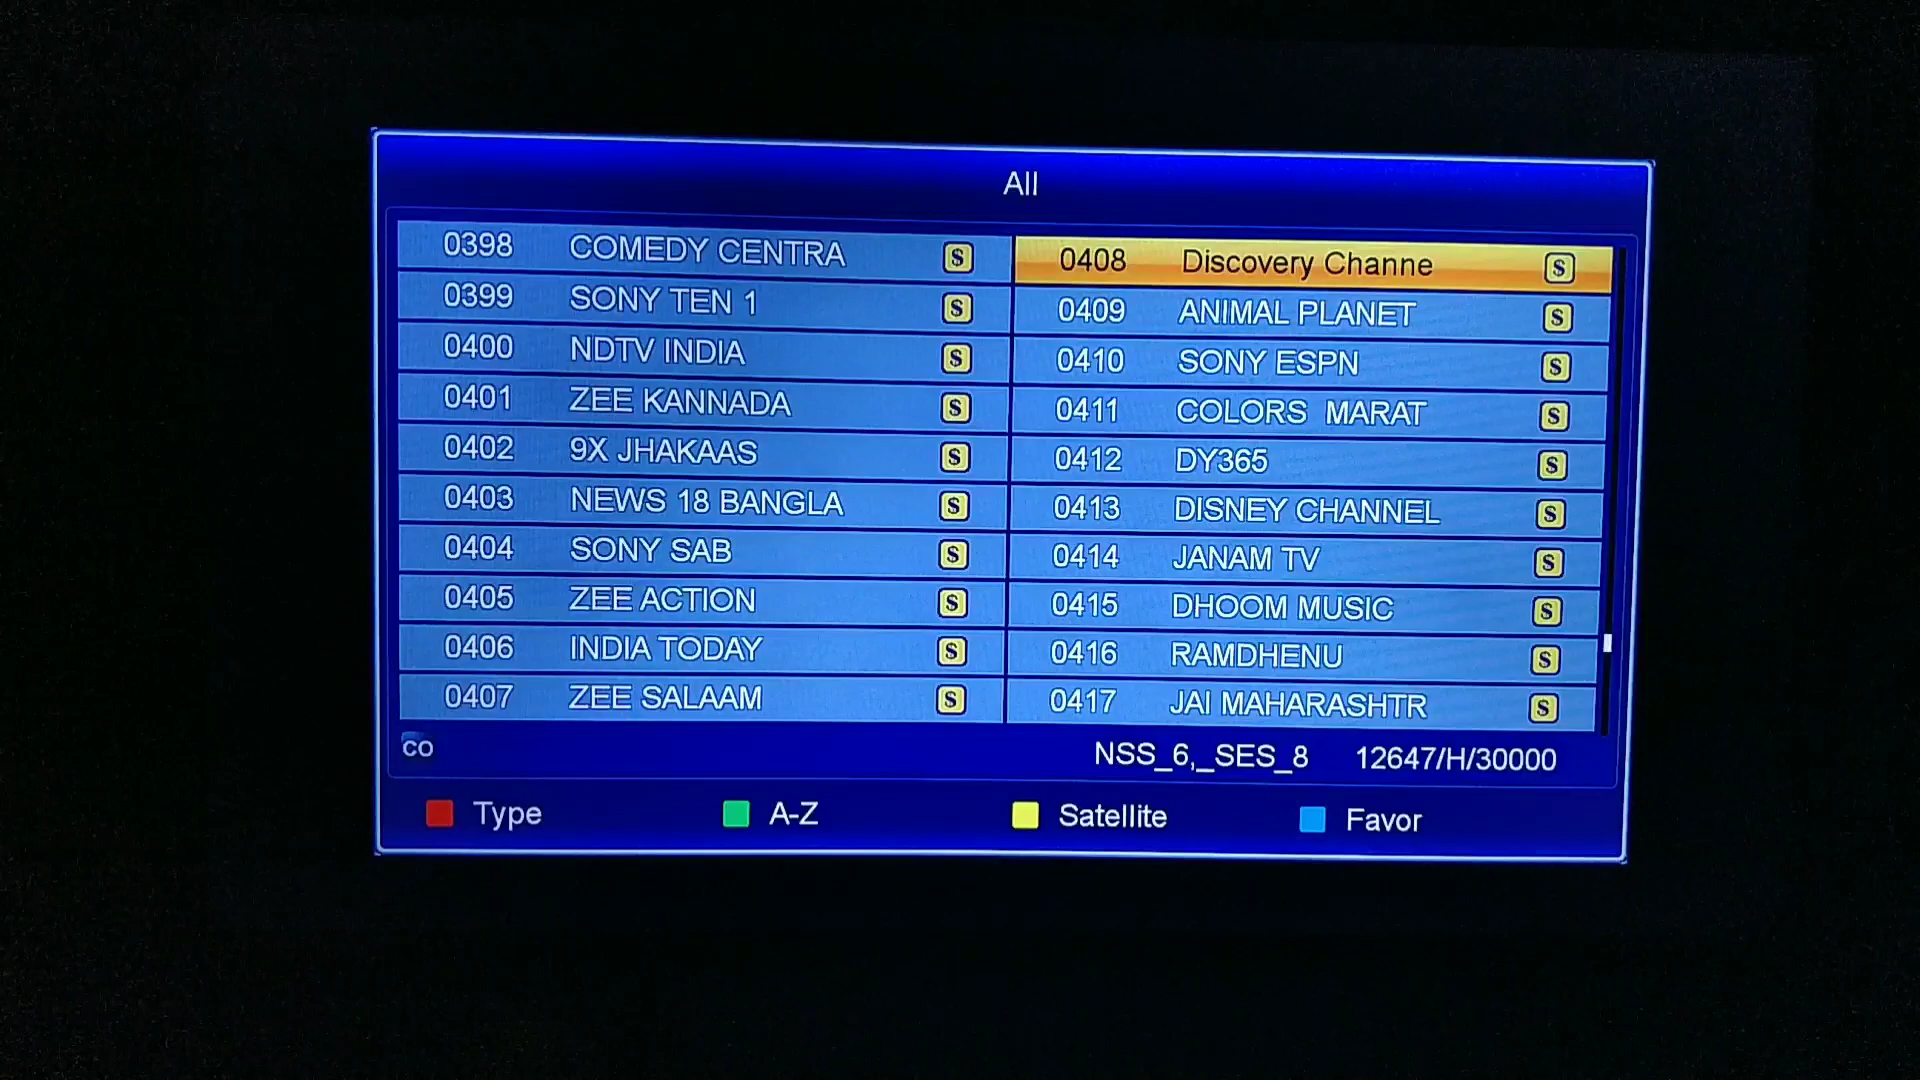 All
0398 COMEDY CENTRA S
0399 SONY TEN 1 S
0400 NDTV INDIA S
0401 ZEE KANNADA S
0402 9X JHAKAAS S
0403 NEWS 18 BANGLA S
0404 SONY SAB S
0405 ZEE ACTION S
0406 INDIA TODAY S
0407 ZEE SALAAM S
0408 Discovery Channe S
0409 ANIMAL PLANET S
0410 SONY ESPN S
0411 COLORS  MARAT S
0412 DY365 S
0413 DISNEY CHANNEL S
0414 JANAM TV S
0415 DHOOM MUSIC S
0416 RAMDHENU S
0417 JAI MAHARASHTR S
CO NSS_6,_SES_8 12647/H/30000
Type A-Z Satellite Favor